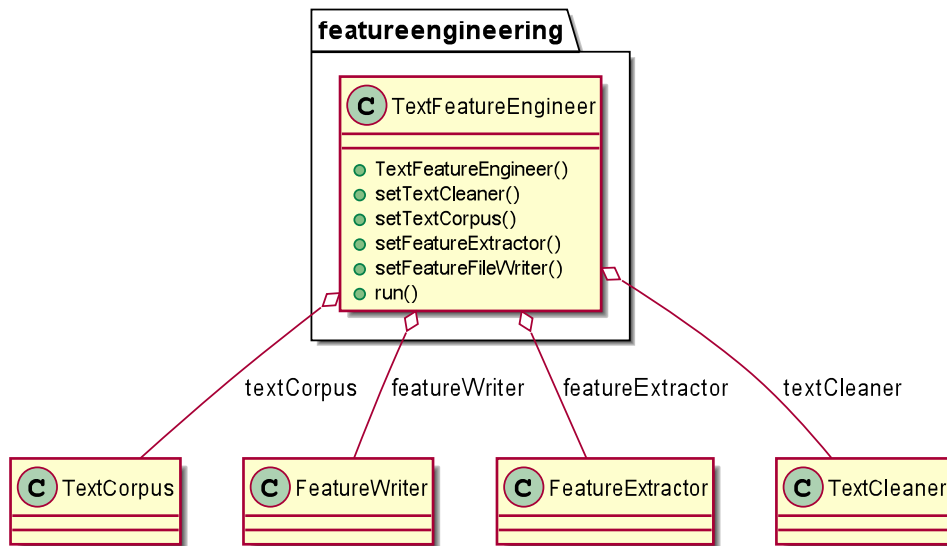 featureengineering
C TextFeatureEngineer
TextFeatureEngineer()
setTextCleaner()
setTextCorpus()
setFeatureExtractor()
setFeatureFileWriter()
run()
textCorpus
featureWriter
featureExtractor
textCleaner
C TextCorpus
C FeatureWriter
C FeatureExtractor
C TextCleaner